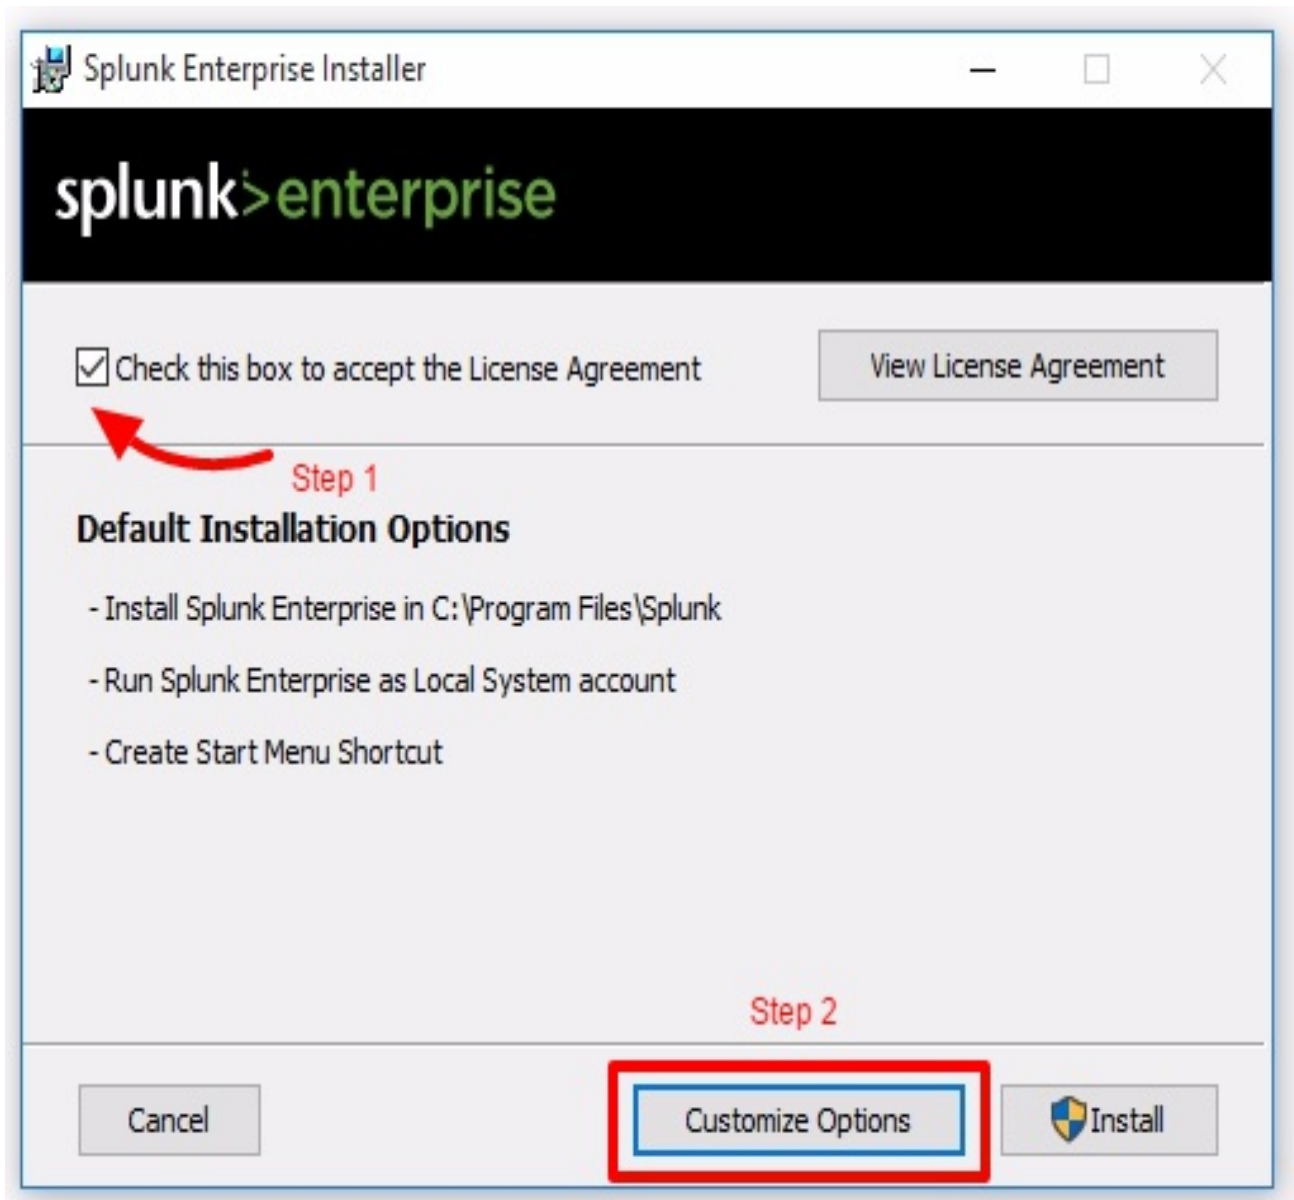 Splunk Enterprise Installer
splunk>enterprise
Check this box to accept the License Agreement
View License Agreement
Step 1
Default Installation Options
- Install Splunk Enterprise in C:\Program Files\Splunk
- Run Splunk Enterprise as Local System account
- Create Start Menu Shortcut
Step 2
Cancel
Customize Options
Install